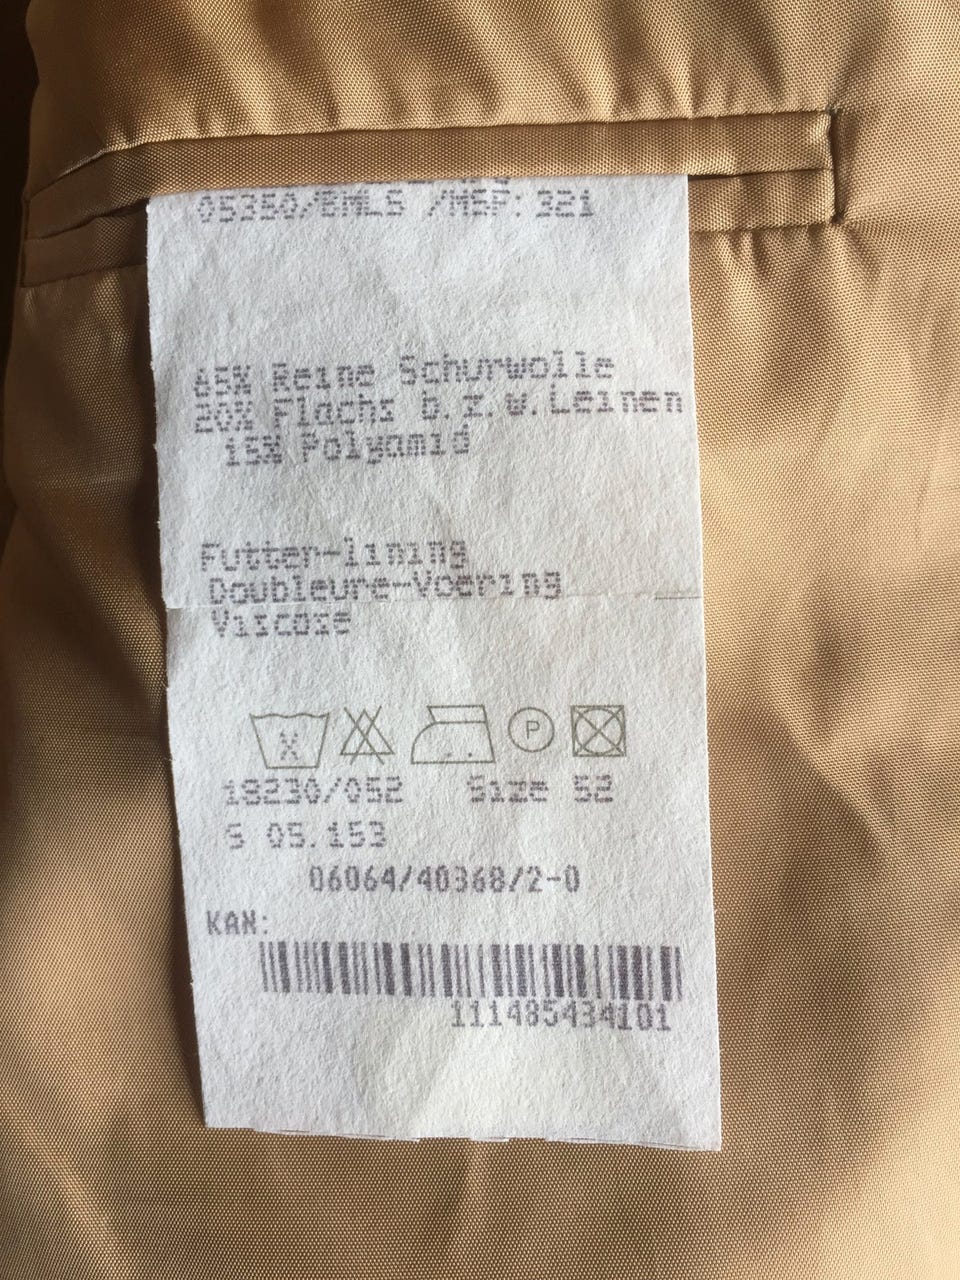 05350/BMLS /MSP: 321
65% Reine Schurwolle
20% Flachs b.z.w.Leinen
15% Polyamid
Futter-lining
Doubleure-Voering
Viscose
P
18230/052 Size 52
S 05.153
06064/40368/2-0
KAN:
111485434101